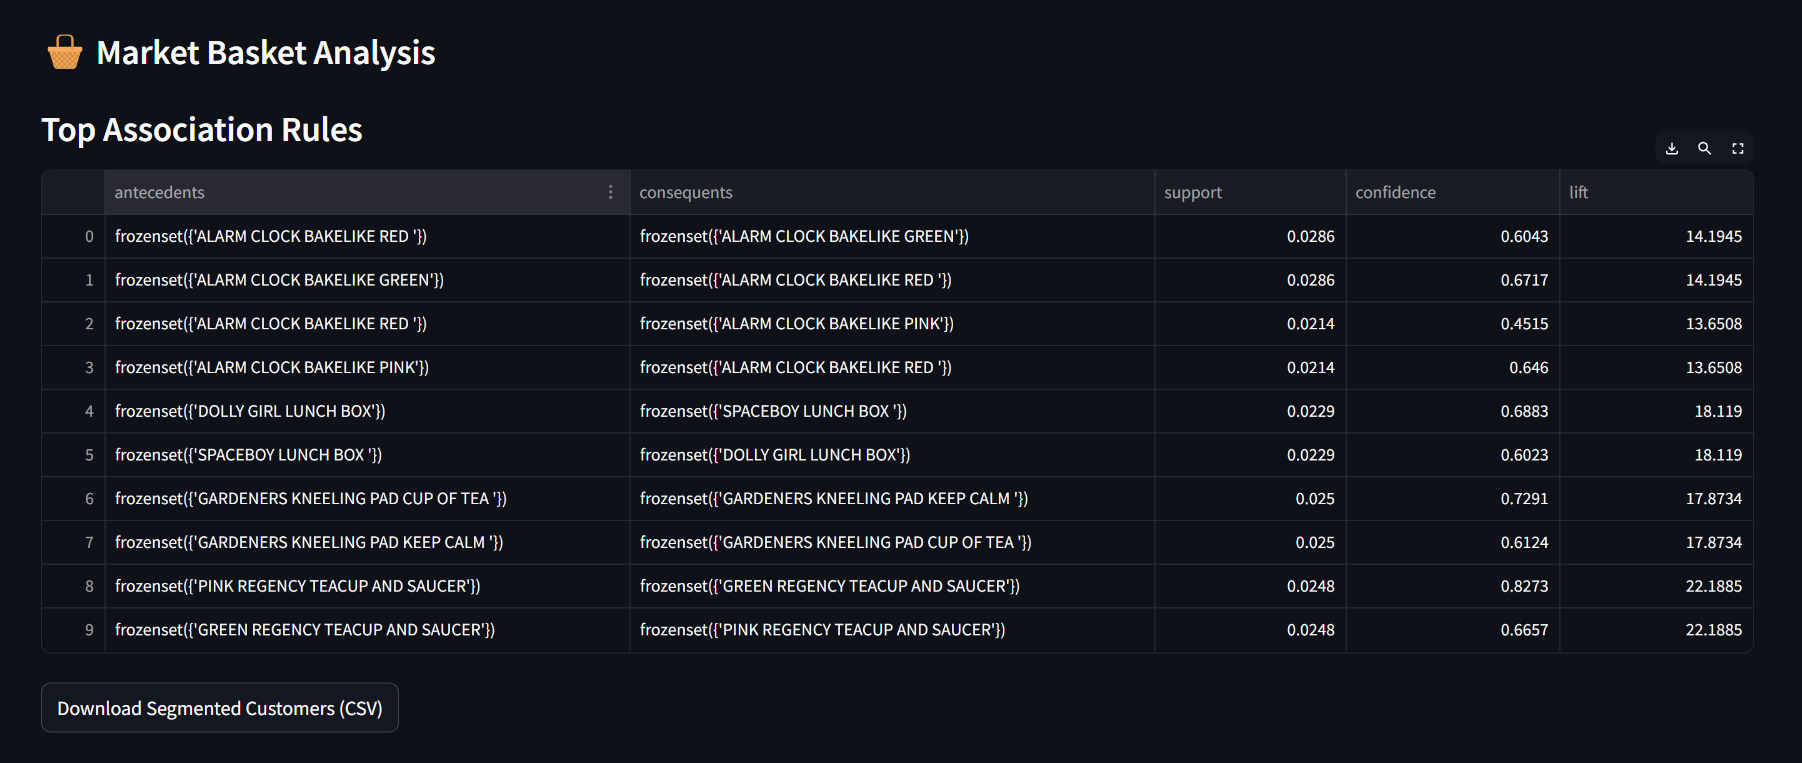 Market Basket Analysis
Top Association Rules
antecedents consequents support confidence lift
0 frozenset({'ALARM CLOCK BAKELIKE RED '}) frozenset({'ALARM CLOCK BAKELIKE GREEN'}) 0.0286 0.6043 14.1945
1 frozenset({'ALARM CLOCK BAKELIKE GREEN'}) frozenset({'ALARM CLOCK BAKELIKE RED '}) 0.0286 0.6717 14.1945
2 frozenset({'ALARM CLOCK BAKELIKE RED '}) frozenset({'ALARM CLOCK BAKELIKE PINK'}) 0.0214 0.4515 13.6508
3 frozenset({'ALARM CLOCK BAKELIKE PINK'}) frozenset({'ALARM CLOCK BAKELIKE RED '}) 0.0214 0.646 13.6508
4 frozenset({'DOLLY GIRL LUNCH BOX'}) frozenset({'SPACEBOY LUNCH BOX '}) 0.0229 0.6883 18.119
5 frozenset({'SPACEBOY LUNCH BOX '}) frozenset({'DOLLY GIRL LUNCH BOX'}) 0.0229 0.6023 18.119
6 frozenset({'GARDENERS KNEELING PAD CUP OF TEA '}) frozenset({'GARDENERS KNEELING PAD KEEP CALM '}) 0.025 0.7291 17.8734
7 frozenset({'GARDENERS KNEELING PAD KEEP CALM '}) frozenset({'GARDENERS KNEELING PAD CUP OF TEA '}) 0.025 0.6124 17.8734
8 frozenset({'PINK REGENCY TEACUP AND SAUCER'}) frozenset({'GREEN REGENCY TEACUP AND SAUCER'}) 0.0248 0.8273 22.1885
9 frozenset({'GREEN REGENCY TEACUP AND SAUCER'}) frozenset({'PINK REGENCY TEACUP AND SAUCER'}) 0.0248 0.6657 22.1885
Download Segmented Customers (CSV)